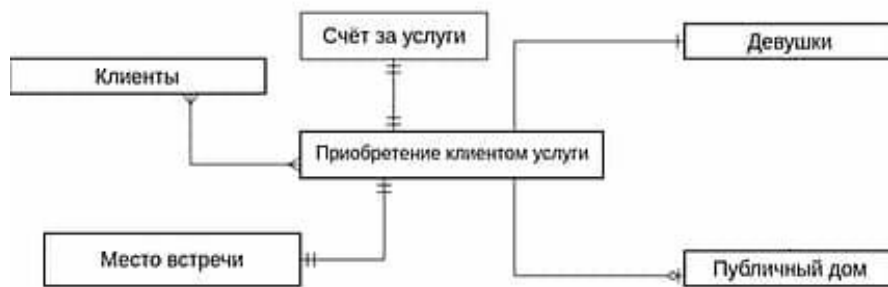 Счёт за услуги
Девушки
Клиенты
Приобретение клиентом услуги
Место встречи
Публичный дом